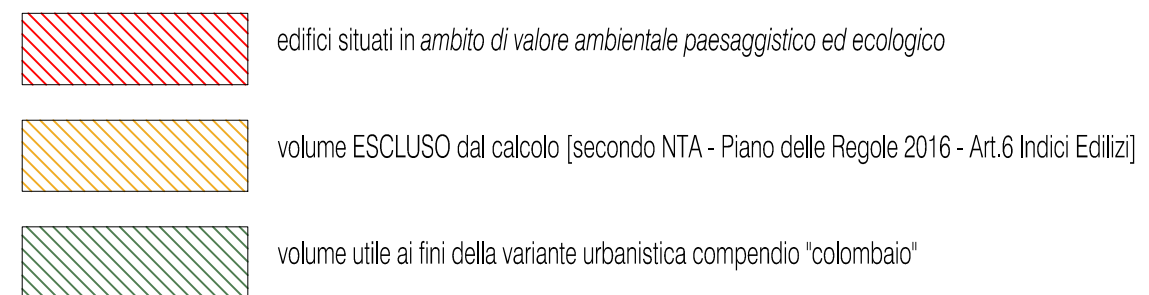 edifici situati in ambito di valore ambientale paesaggistico ed ecologico
volume ESCLUSO dal calcolo [secondo NTA - Piano delle Regole 2016 - Art.6 Indici Edilizi]
volume utile ai fini della variante urbanistica compendio "colombaio"